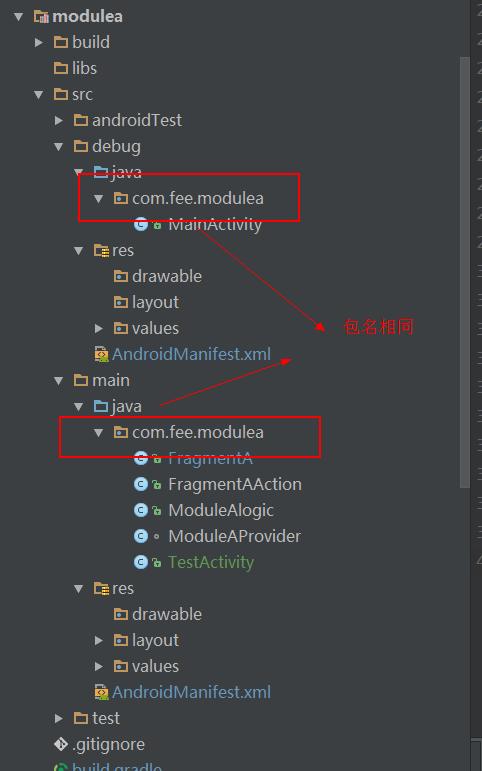 modulea
build
libs
src
androidTest
debug
java
com.fee.modulea
MainActivity
res
drawable
layout
values
包名相同
AndroidManifest.xml
main
java
com.fee.modulea
FragmentA
FragmentAAction
ModuleAlogic
ModuleAProvider
TestActivity
res
drawable
layout
values
AndroidManifest.xml
test
.gitignore
build.gradle